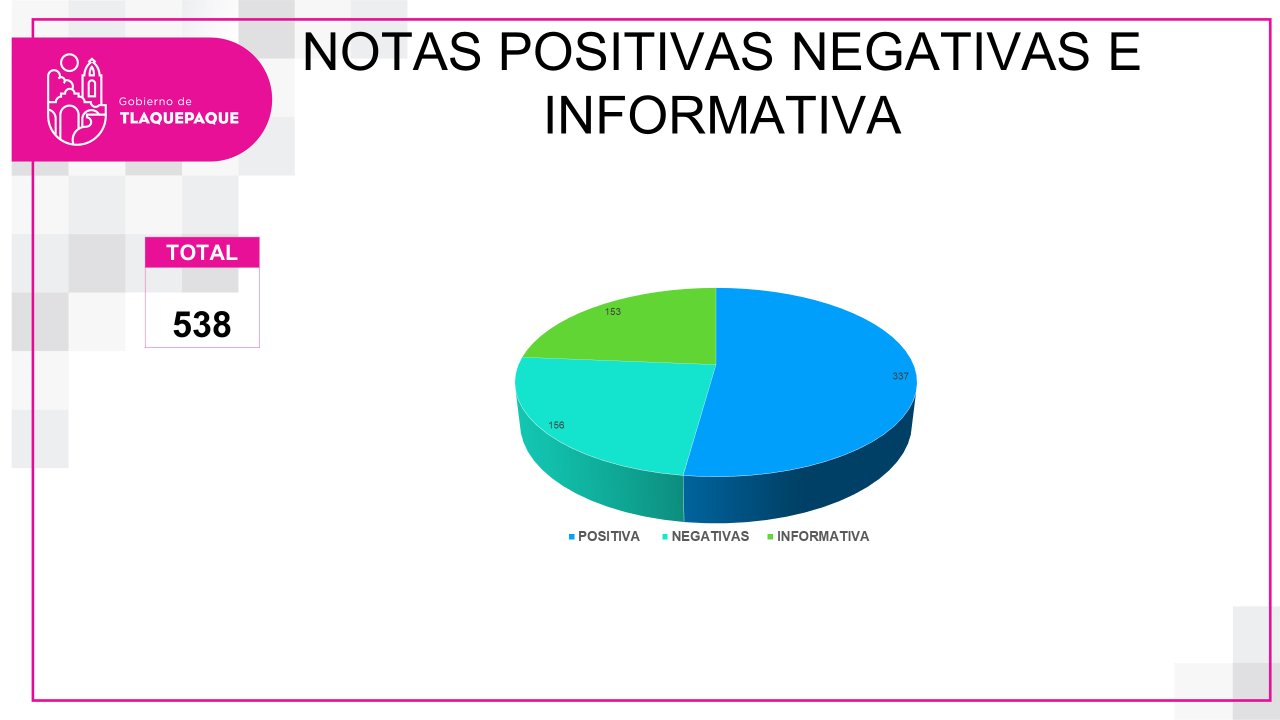 NOTAS POSITIVAS NEGATIVAS E
INFORMATIVA
Gobierno de
TLAQUEPAQUE
TOTAL
538
153
337
156
POSITIVA NEGATIVAS INFORMATIVA